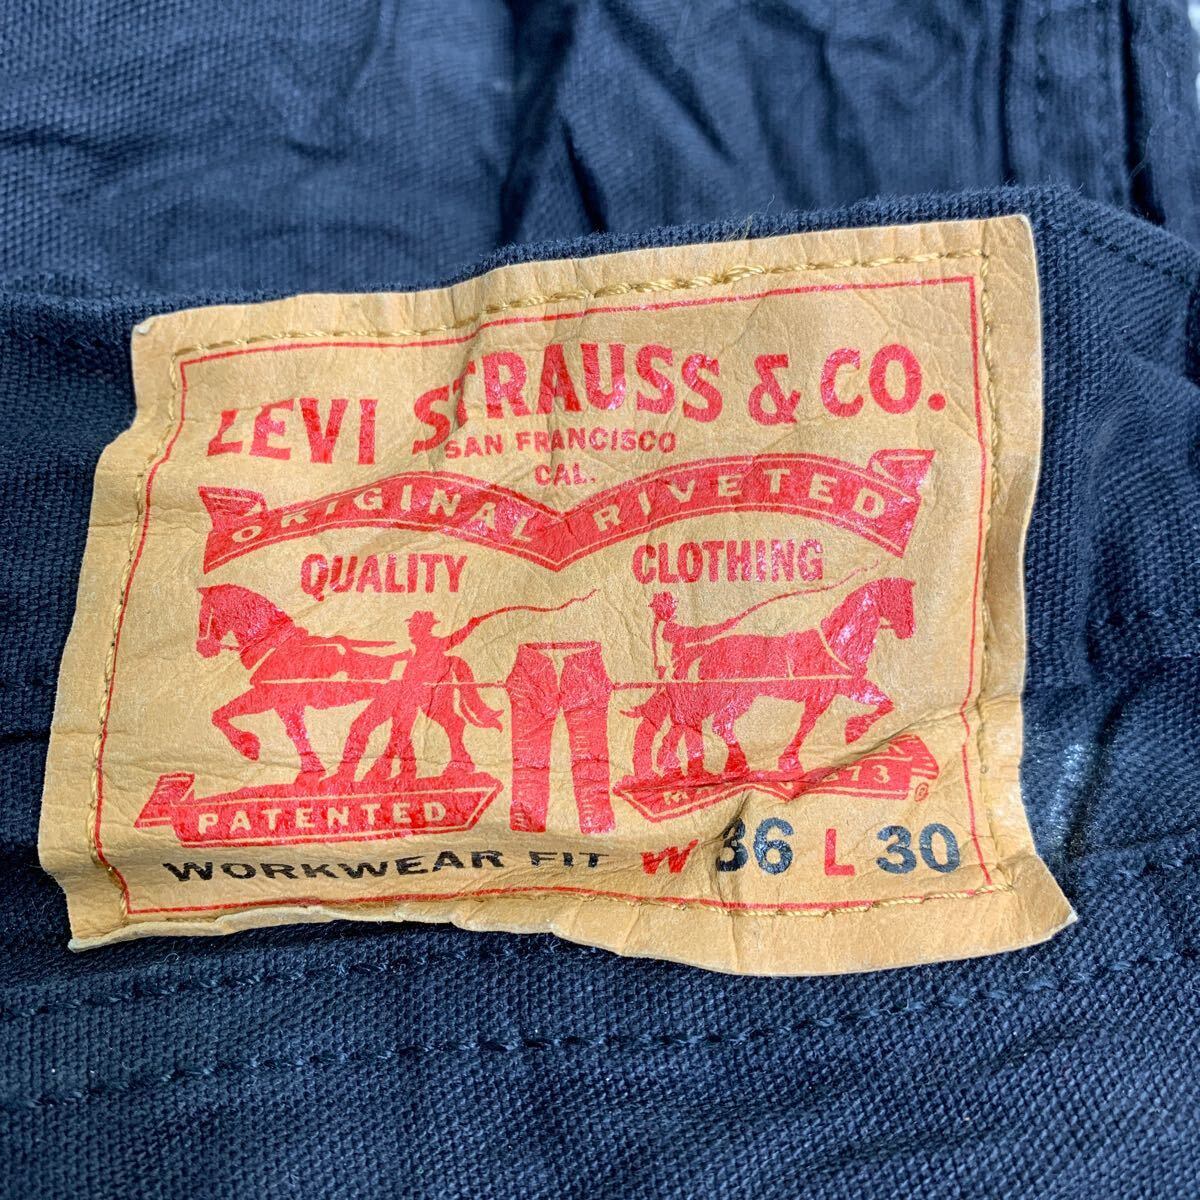 LEVI STRAUSS & CO.
SAN FRANCISCO
CAL.
ORIGINAL RIVETED
QUALITY CLOTHING
PATENTED
WORKWEAR FIT W 36 L 30